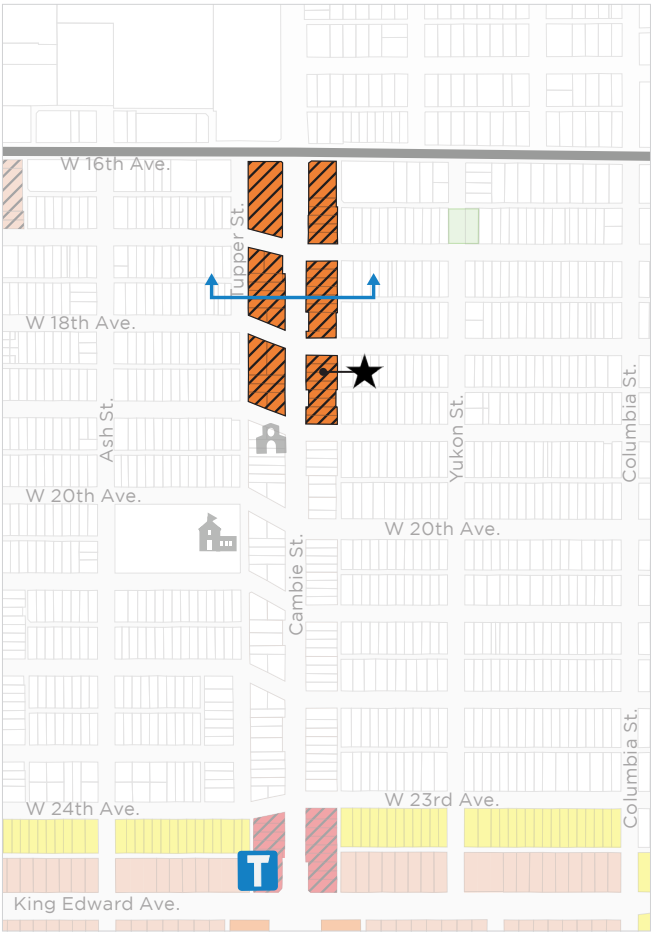 W 16th Ave.
Tupper St.
W 18th Ave.
Ash St.
Yukon St.
Columbia St.
W 20th Ave.
W 20th Ave.
Cambie St.
Columbia St.
W 23rd Ave.
W 24th Ave.
T
King Edward Ave.